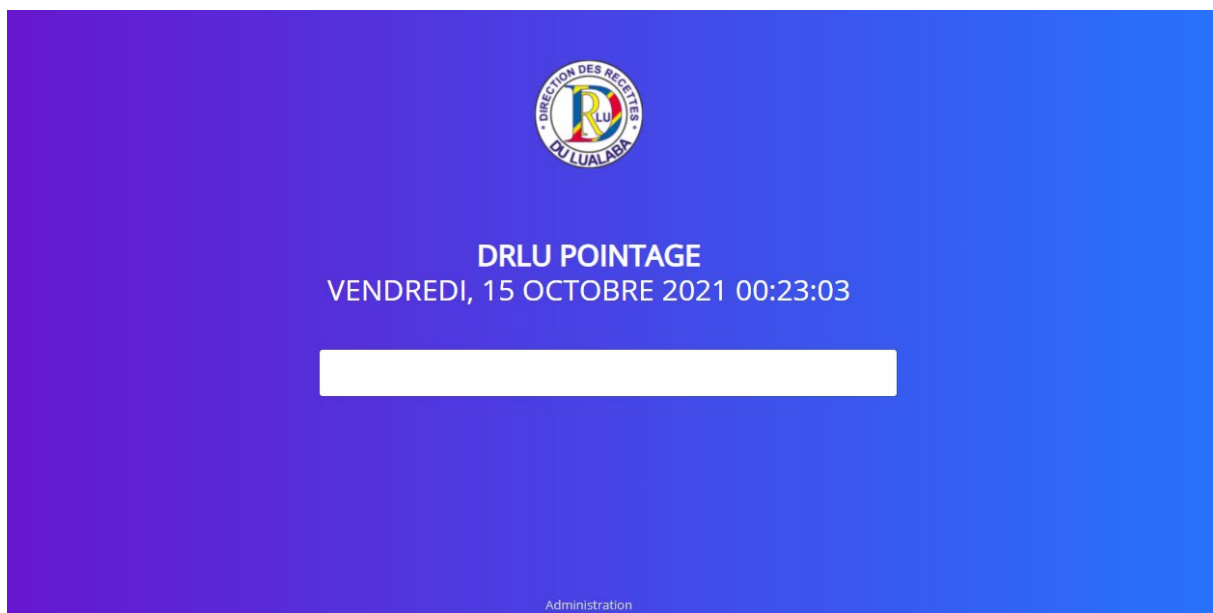 DIRECTION DES RECETTES
DRLU
DU LUALABA
DRLU POINTAGE
VENDREDI, 15 OCTOBRE 2021 00:23:03
Administration